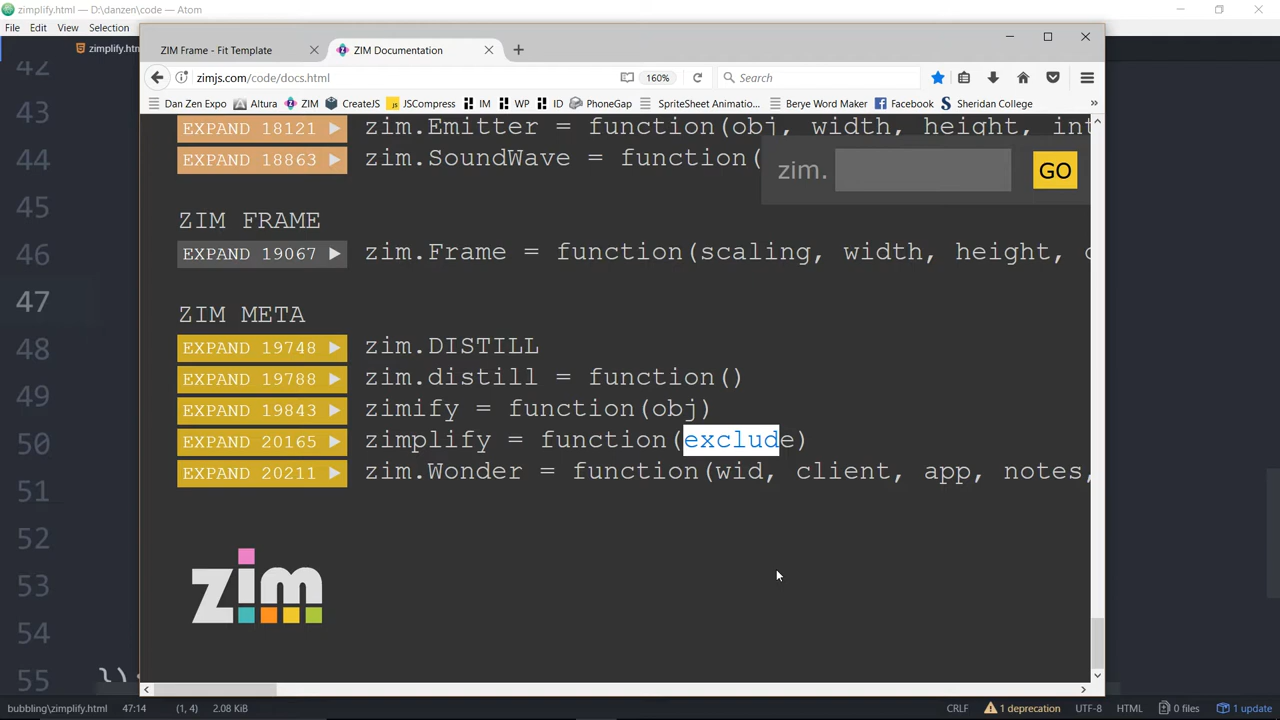 zimplify.html — D:\danzen\code — Atom
File Edit View Selection
zimplify.htm
ZIM Frame - Fit Template
ZIM Documentation
zimjs.com/code/docs.html
160%
Search
Dan Zen Expo Altura ZIM CreateJS JSCompress IM WP ID PhoneGap SpriteSheet Animatio... Berye Word Maker Facebook Sheridan College »
42
43
44
45
46
47
48
49
50
51
52
53
54
55
EXPAND 18121 zim.Emitter = function(obj, width, height, int
EXPAND 18863 zim.SoundWave = function(
zim.
GO
ZIM FRAME
EXPAND 19067 zim.Frame = function(scaling, width, height, c
ZIM META
EXPAND 19748 zim.DISTILL
EXPAND 19788 zim.distill = function()
EXPAND 19843 zimify = function(obj)
EXPAND 20165 zimplify = function(exclude)
EXPAND 20211 zim.Wonder = function(wid, client, app, notes,
zim
});
bubbling\zimplify.html 47:14 (1, 4) 2.08 KiB CRLF 1 deprecation UTF-8 HTML 0 files 1 update